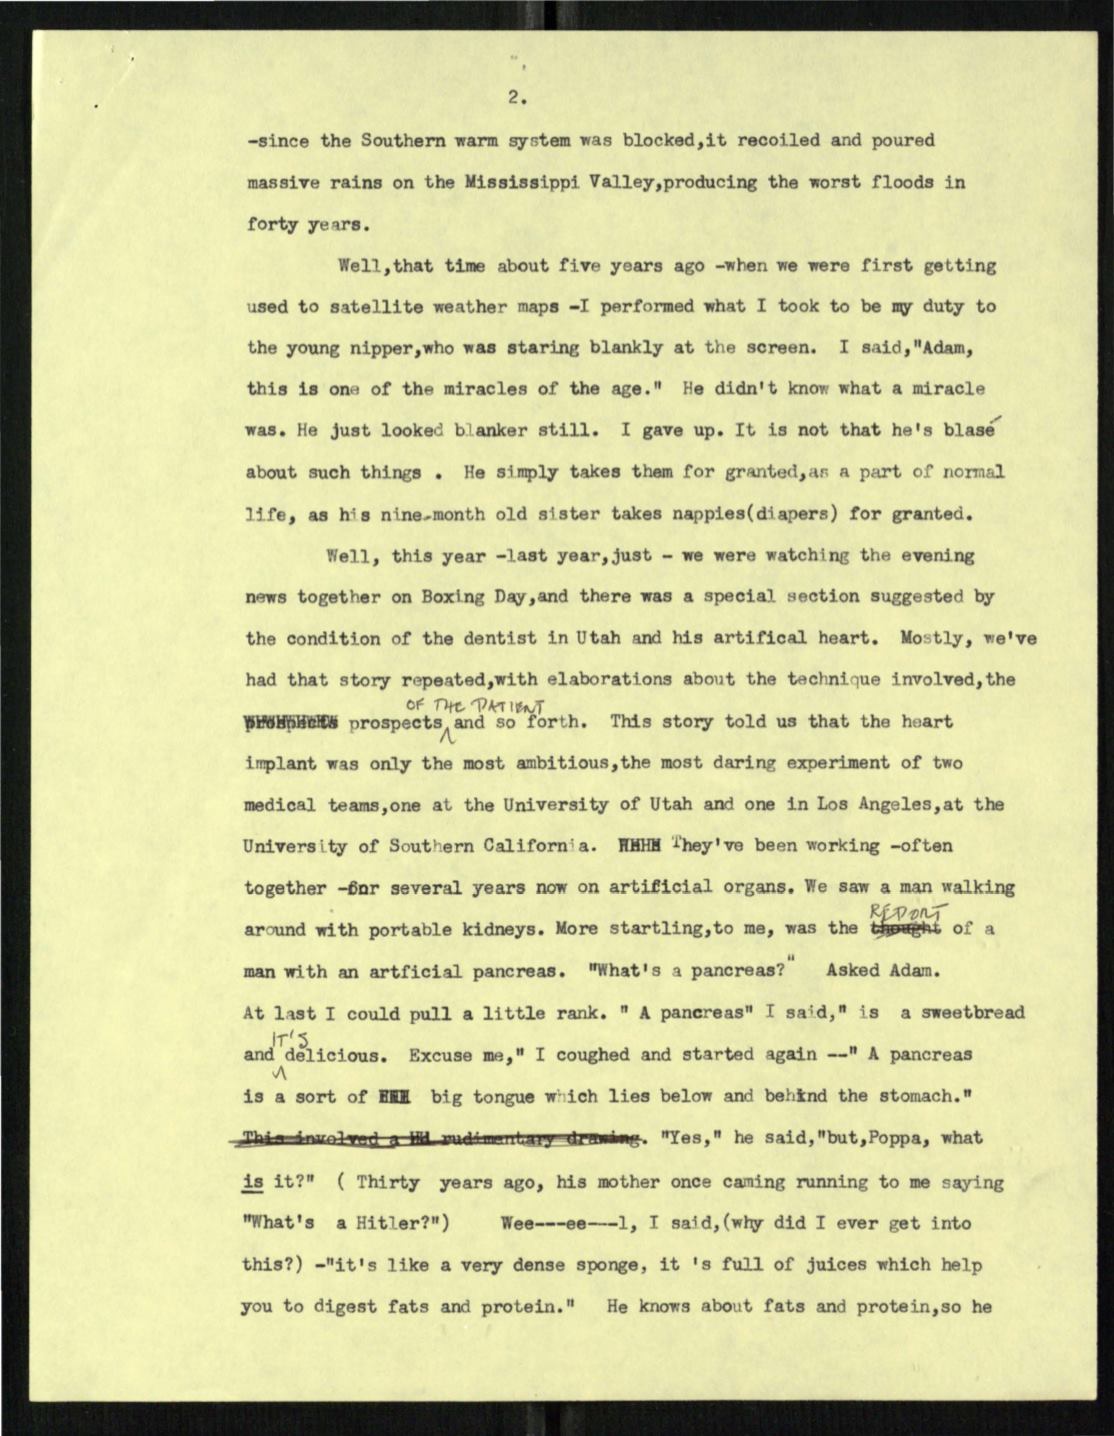 2.
-since the Southern warm system was blocked,it recoiled and poured
massive rains on the Mississippi Valley,producing the worst floods in
forty years.
Well,that time about five years ago -when we were first getting
used to satellite weather maps -I performed what I took to be my duty to
the young nipper,who was staring blankly at the screen. I said,"Adam,
this is one of the miracles of the age." He didn't know what a miracle
was. He just looked blanker still. I gave up. It is not that he's blasé
about such things . He simply takes them for granted,as a part of normal
life, as his nine-month old sister takes nappies(diapers) for granted.
Well, this year -last year,just - we were watching the evening
news together on Boxing Day,and there was a special section suggested by
the condition of the dentist in Utah and his artifical heart. Mostly, we've
had that story repeated,with elaborations about the technique involved,the
OF THE PATIENT
prospects prospects, and so forth. This story told us that the heart
implant was only the most ambitious,the most daring experiment of two
medical teams,one at the University of Utah and one in Los Angeles,at the
University of Southern California. They've been working -often
together -for several years now on artificial organs. We saw a man walking
REPORT
around with portable kidneys. More startling,to me, was the thought of a
man with an artficial pancreas. "What's a pancreas?" Asked Adam.
At last I could pull a little rank. " A pancreas" I said," is a sweetbread
IT'S
and delicious. Excuse me," I coughed and started again --" A pancreas
is a sort of big tongue which lies below and behind the stomach."
This involved a rudimentary drawing. "Yes," he said,"but,Poppa, what
is it?" ( Thirty years ago, his mother once caming running to me saying
"What's a Hitler?") Wee---ee---l, I said,(why did I ever get into
this?) -"it's like a very dense sponge, it 's full of juices which help
you to digest fats and protein." He knows about fats and protein,so he